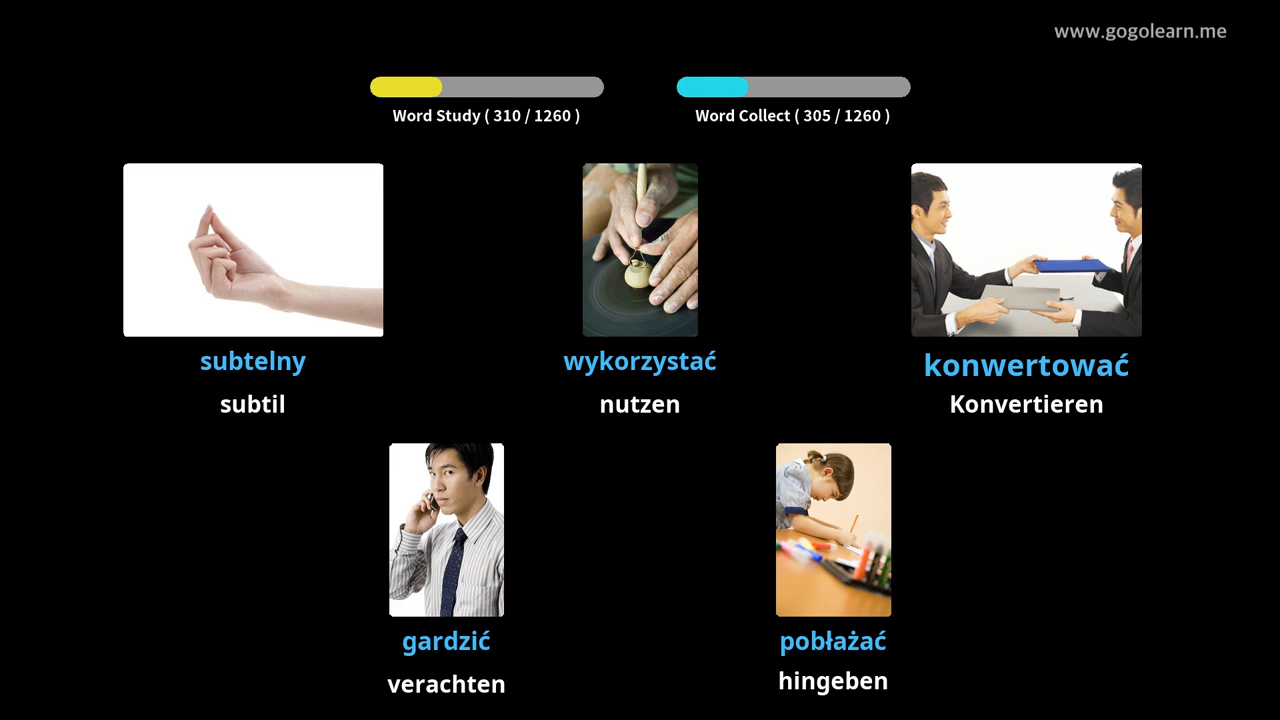 www.gogolearn.me
Word Study ( 310 / 1260 )
Word Collect ( 305 / 1260 )
subtelny
subtil
wykorzystać
nutzen
konwertować
Konvertieren
gardzić
verachten
pobłażać
hingeben